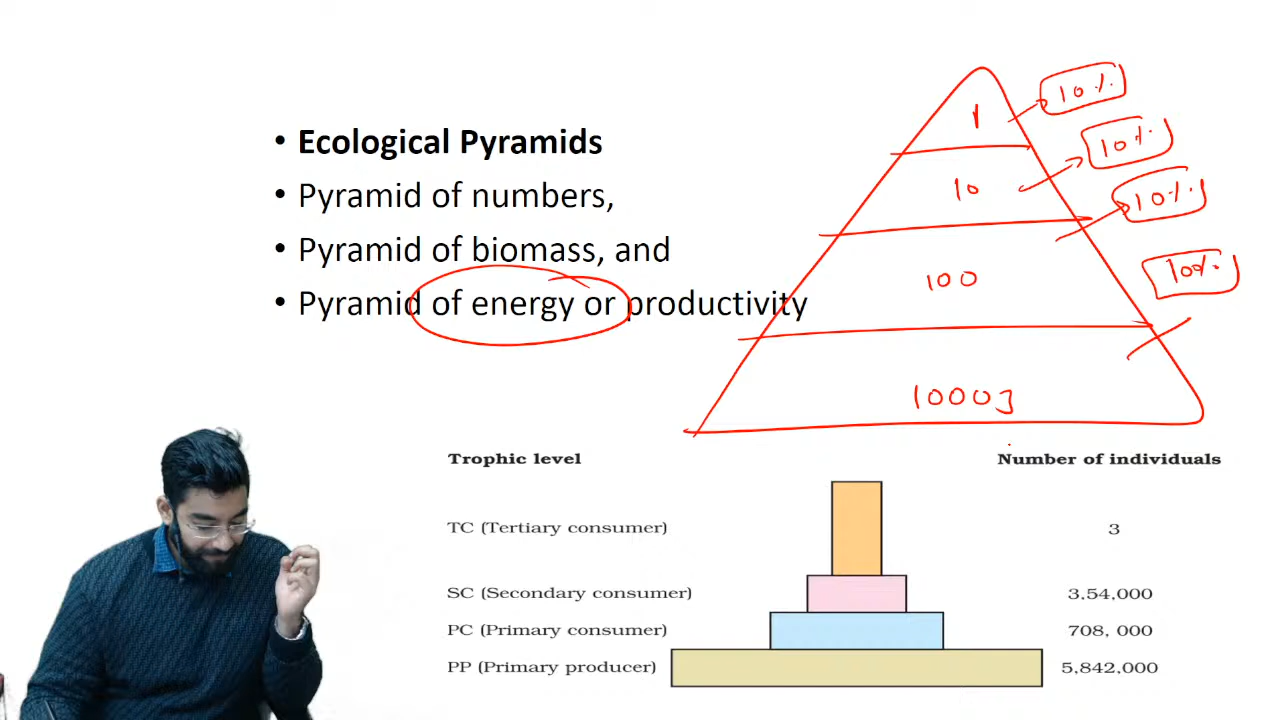 • Ecological Pyramids
• Pyramid of numbers,
• Pyramid of biomass, and
• Pyramid of energy or productivity
1
10%
10
10%
10%
100
100%
1000J
Trophic level Number of individuals
TC (Tertiary consumer) 3
SC (Secondary consumer) 3,54,000
PC (Primary consumer) 708, 000
PP (Primary producer) 5,842,000